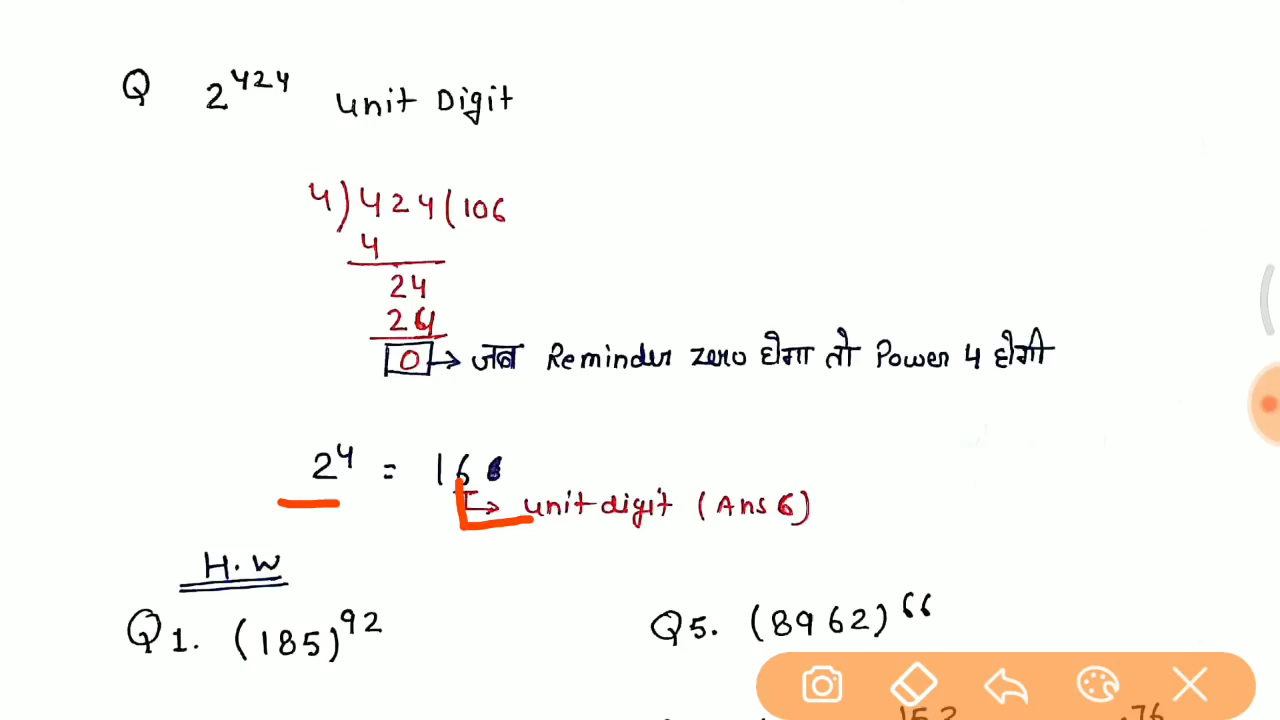 Q 2^424 unit Digit
4) 424 (106
4
24
24
0 → जब Reminder zero होगा तो Power 4 होगी
2^4 = 16
→ unit digit (Ans 6)
H.W
Q1. (185)^92
Q5. (8962)^66